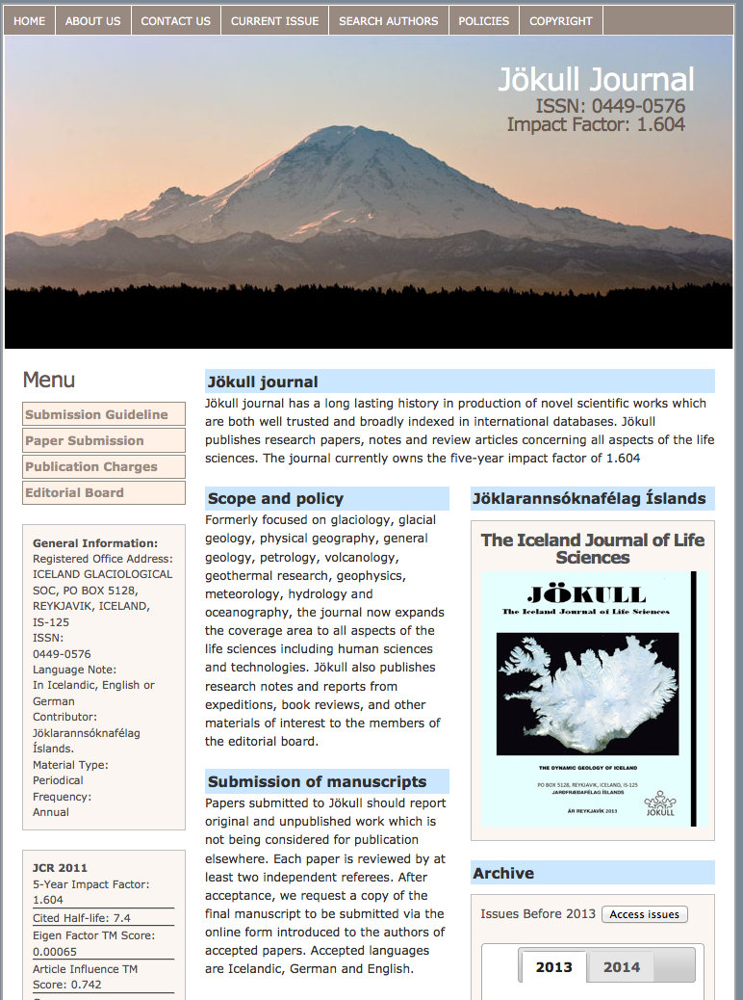 HOME
ABOUT US
CONTACT US
CURRENT ISSUE
SEARCH AUTHORS
POLICIES
COPYRIGHT
Jökull Journal
ISSN: 0449-0576
Impact Factor: 1.604
Menu
Submission Guideline
Paper Submission
Publication Charges
Editorial Board
General Information:
Registered Office Address:
ICELAND GLACIOLOGICAL
SOC, PO BOX 5128,
REYKJAVIK, ICELAND,
IS-125
ISSN:
0449-0576
Language Note:
In Icelandic, English or
German
Contributor:
Jöklarannsóknafélag
Íslands.
Material Type:
Periodical
Frequency:
Annual
JCR 2011
5-Year Impact Factor:
1.604
Cited Half-life: 7.4
Eigen Factor TM Score:
0.00065
Article Influence TM
Score: 0.742
Jökull journal
Jökull journal has a long lasting history in production of novel scientific works which
are both well trusted and broadly indexed in international databases. Jökull
publishes research papers, notes and review articles concerning all aspects of the life
sciences. The journal currently owns the five-year impact factor of 1.604
Scope and policy
Formerly focused on glaciology, glacial
geology, physical geography, general
geology, petrology, volcanology,
geothermal research, geophysics,
meteorology, hydrology and
oceanography, the journal now expands
the coverage area to all aspects of the
life sciences including human sciences
and technologies. Jökull also publishes
research notes and reports from
expeditions, book reviews, and other
materials of interest to the members of
the editorial board.
Submission of manuscripts
Papers submitted to Jökull should report
original and unpublished work which is
not being considered for publication
elsewhere. Each paper is reviewed by at
least two independent referees. After
acceptance, we request a copy of the
final manuscript to be submitted via the
online form introduced to the authors of
accepted papers. Accepted languages
are Icelandic, German and English.
Jöklarannsóknafélag Íslands
The Iceland Journal of Life
Sciences
JÖKULL
The Iceland Journal of Life Sciences
THE DYNAMIC GEOLOGY OF ICELAND
PO BOX 5128, REYKJAVIK, ICELAND, IS-125
JARÐFRÆÐAFÉLAG ÍSLANDS
ÁR REYKJAVÍK 2013
JÖKULL
Archive
Issues Before 2013
Access issues
2013
2014